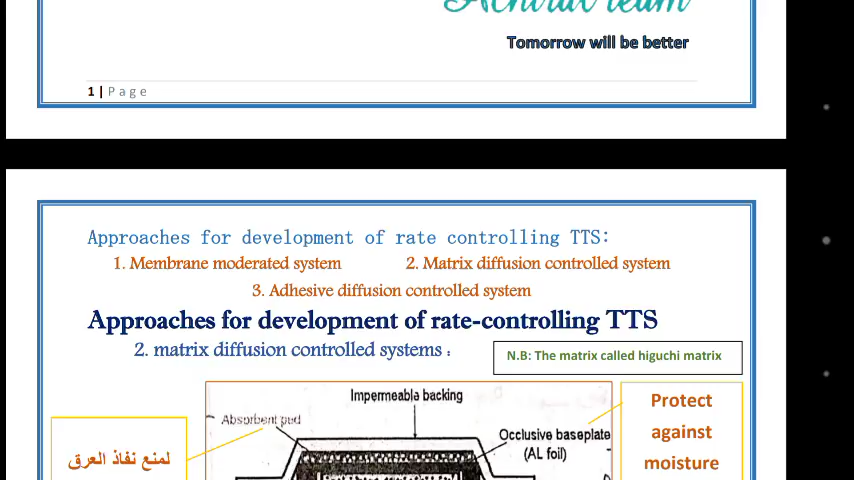 Achiral team
Tomorrow will be better
1 | Page
Approaches for development of rate controlling TTS:
1. Membrane moderated system 2. Matrix diffusion controlled system
3. Adhesive diffusion controlled system
Approaches for development of rate-controlling TTS
2. matrix diffusion controlled systems :
N.B: The matrix called higuchi matrix
Impermeable backing
Absorbent pad
Occlusive baseplate
(AL foil)
Protect
against
moisture
لمنع نفاذ العرق